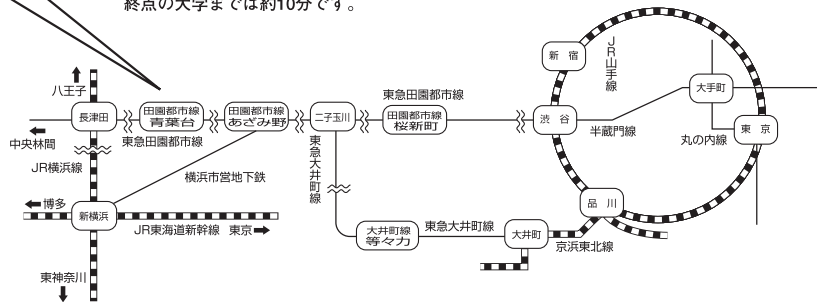 終点の大学までは約10分です。
JR山手線
新宿
八王子
大手町
東急田園都市線
長津田
田園都市線
青葉台
田園都市線
あざみ野
二子玉川
田園都市線
桜新町
渋谷
東京
半蔵門線
丸の内線
中央林間
東急田園都市線
JR横浜線
東急大井町線
横浜市営地下鉄
博多
新横浜
品川
JR東海道新幹線 東京
大井町線
等々力
東急大井町線
大井町
京浜東北線
東神奈川